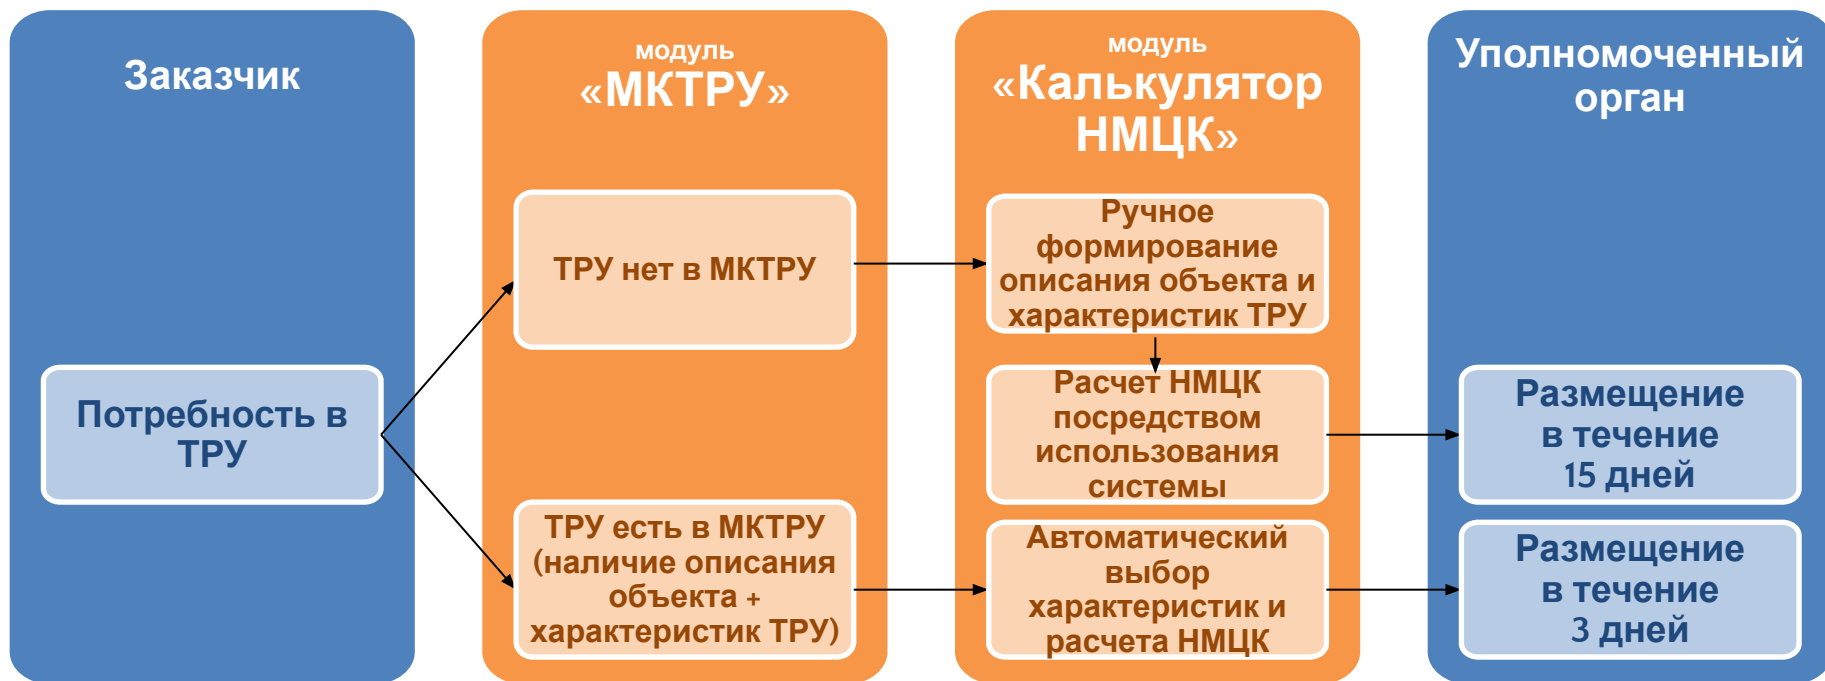 Заказчик
Потребность в
ТРУ
модуль
«МКТРУ»
ТРУ нет в МКТРУ
ТРУ есть в МКТРУ
(наличие описания
объекта +
характеристик ТРУ)
модуль
«Калькулятор
НМЦК»
Ручное
формирование
описания объекта и
характеристик ТРУ
Расчет НМЦК
посредством
использования
системы
Автоматический
выбор
характеристик и
расчета НМЦК
Уполномоченный
орган
Размещение
в течение
15 дней
Размещение
в течение
3 дней